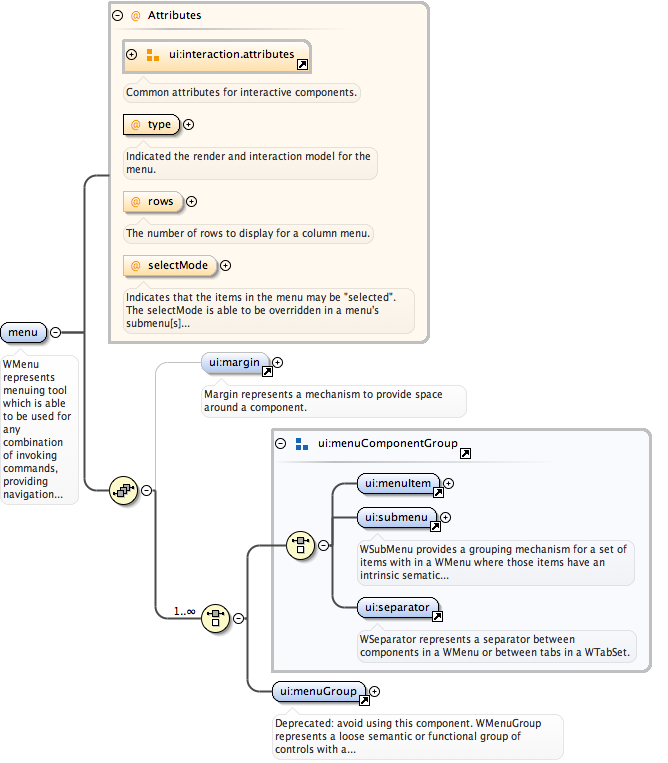 @ Attributes
ui:interaction.attributes
Common attributes for interactive components.
@ type
Indicated the render and interaction model for the
menu.
@ rows
The number of rows to display for a column menu.
@ selectMode
Indicates that the items in the menu may be "selected".
The selectMode is able to be overridden in a menu's
submenu[s]...
menu
WMenu
represents
menuing tool
which is able
to be used for
any
combination
of invoking
commands,
providing
navigation...
ui:margin
Margin represents a mechanism to provide space
around a component.
1..∞
ui:menuComponentGroup
ui:menuItem
ui:submenu
WSubMenu provides a grouping mechanism for a set of
items with in a WMenu where those items have an
intrinsic sematic...
ui:separator
WSeparator represents a separator between
components in a WMenu or between tabs in a WTabSet.
ui:menuGroup
Deprecated: avoid using this component. WMenuGroup
represents a loose semantic or functional group of
controls with a...